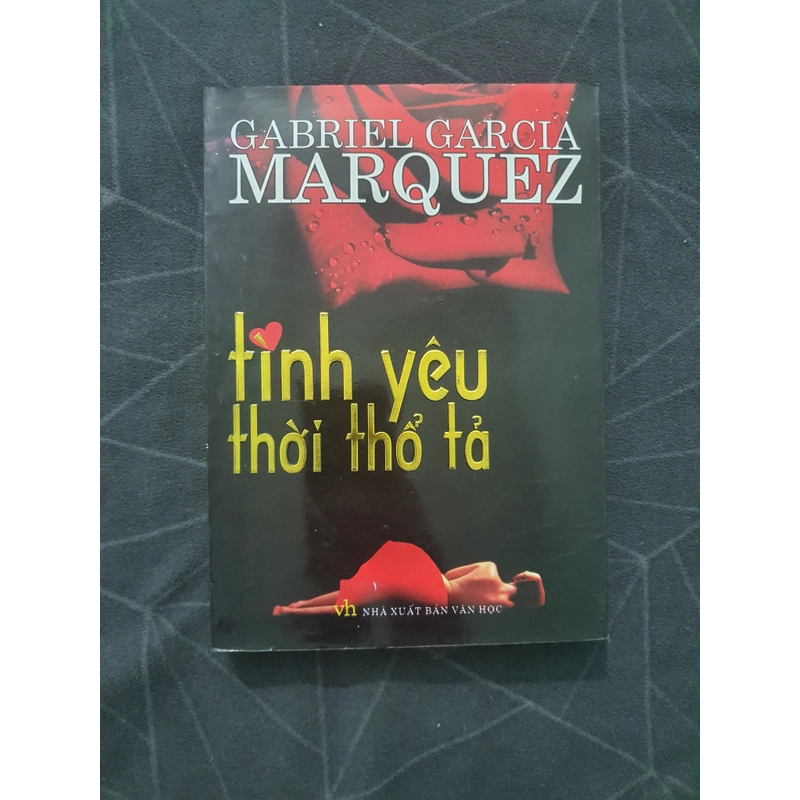 GABRIEL GARCIA
MARQUEZ
tình yêu
thời thổ tả
vh NHÀ XUẤT BẢN VĂN HỌC